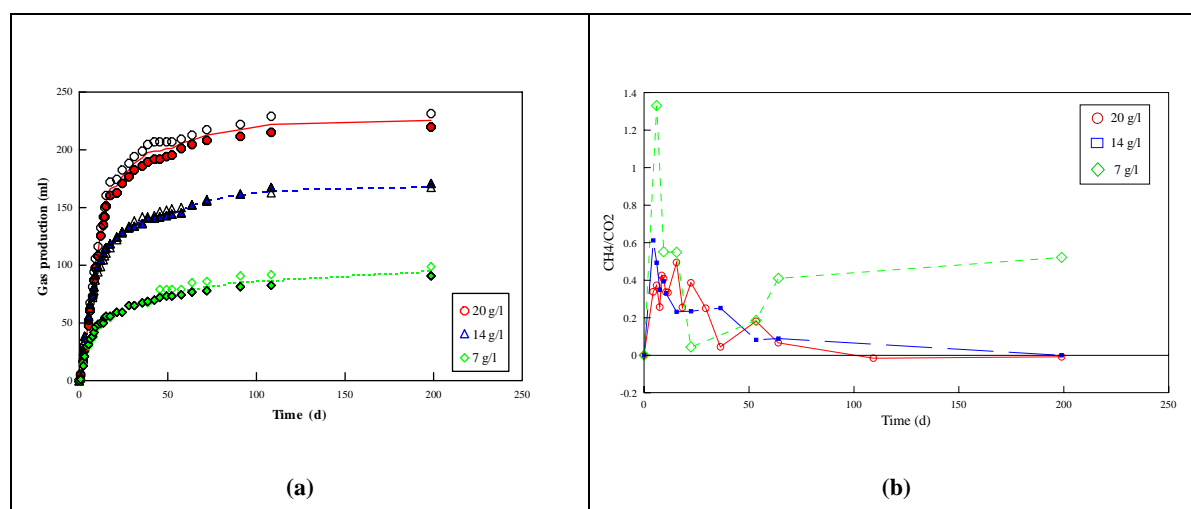 250
200
150
100
50
0
0 50 100 150 200 250
Gas production (ml)
Time (d)
20 g/l
14 g/l
7 g/l
(a)
1.4
1.2
1
0.8
0.6
0.4
0.2
0
-0.2
0 50 100 150 200 250
CH4/CO2
Time (d)
20 g/l
14 g/l
7 g/l
(b)